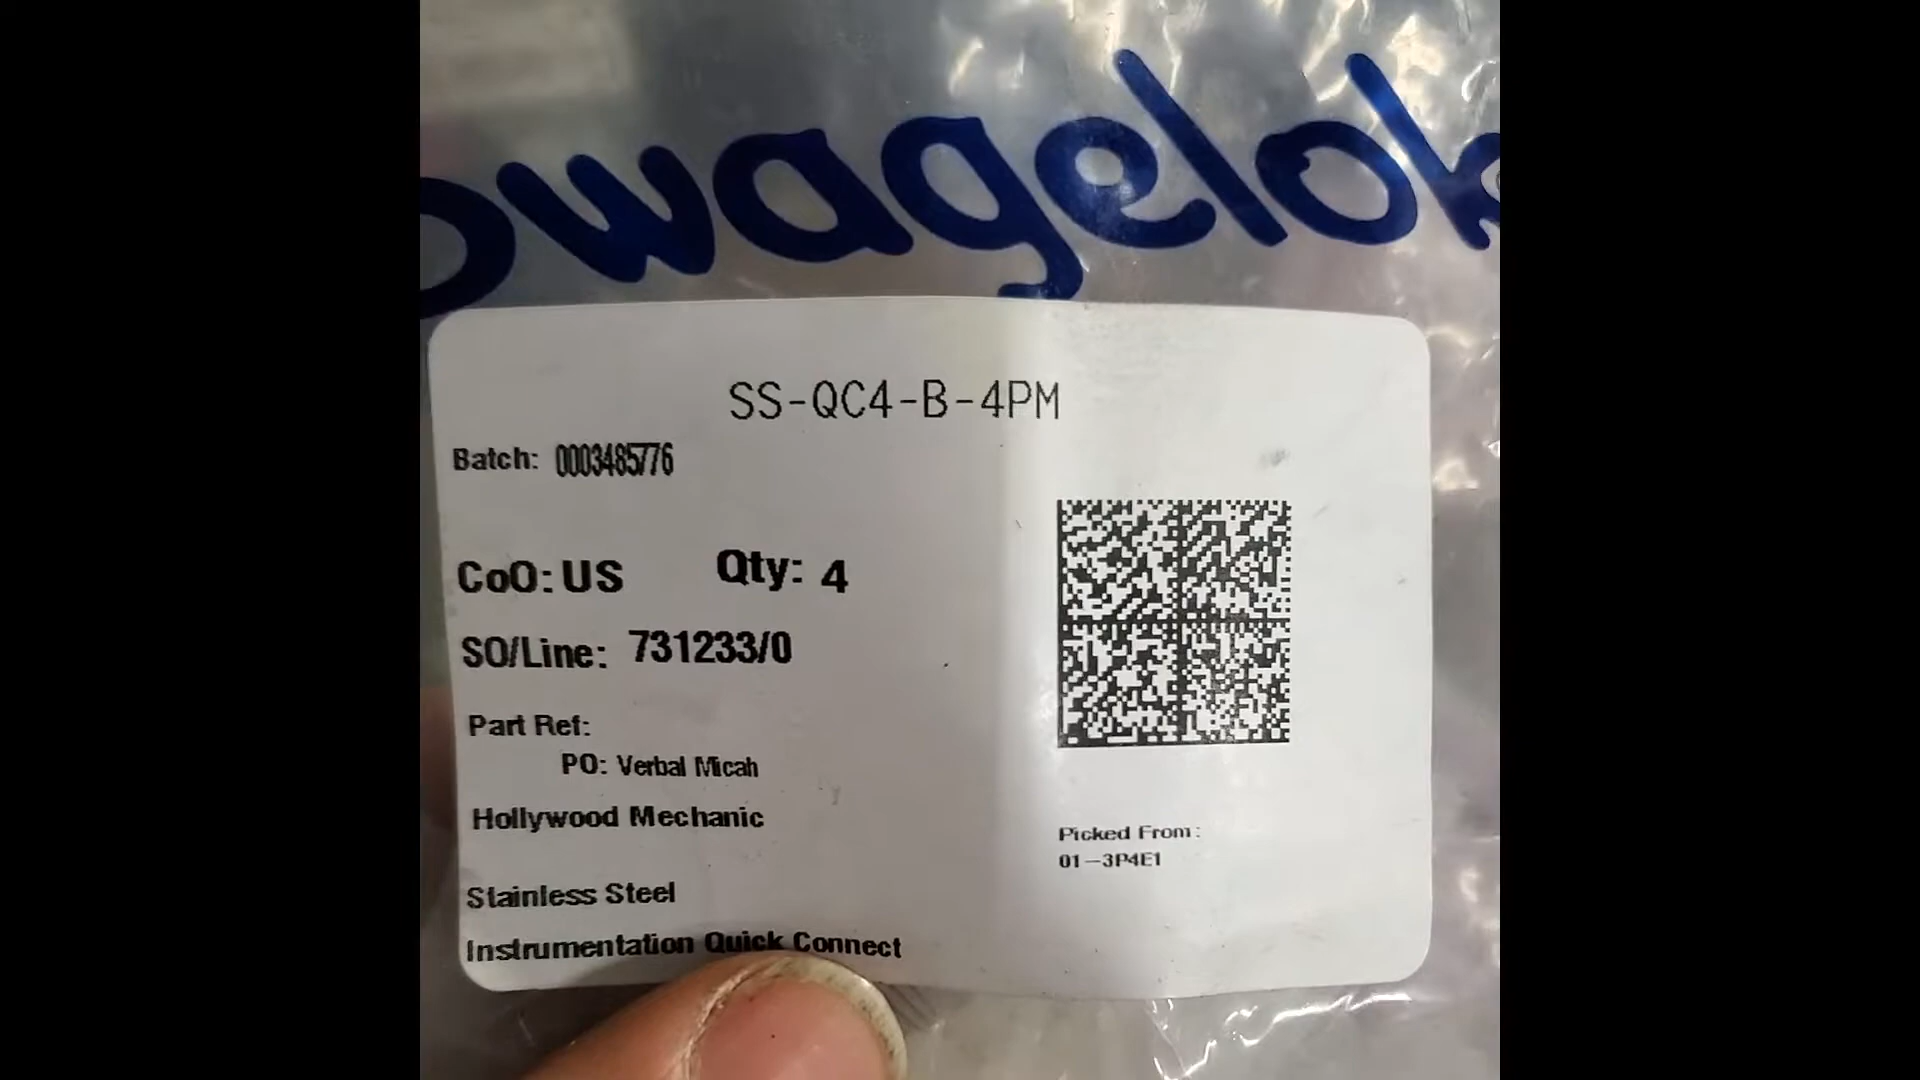 Swagelok
SS-QC4-B-4PM
Batch: 0003485776
CoO: US Qty: 4
SO/Line: 731233/0
Part Ref:
PO: Verbal Micah
Hollywood Mechanic
Picked From:
01-3P4E1
Stainless Steel
Instrumentation Quick Connect